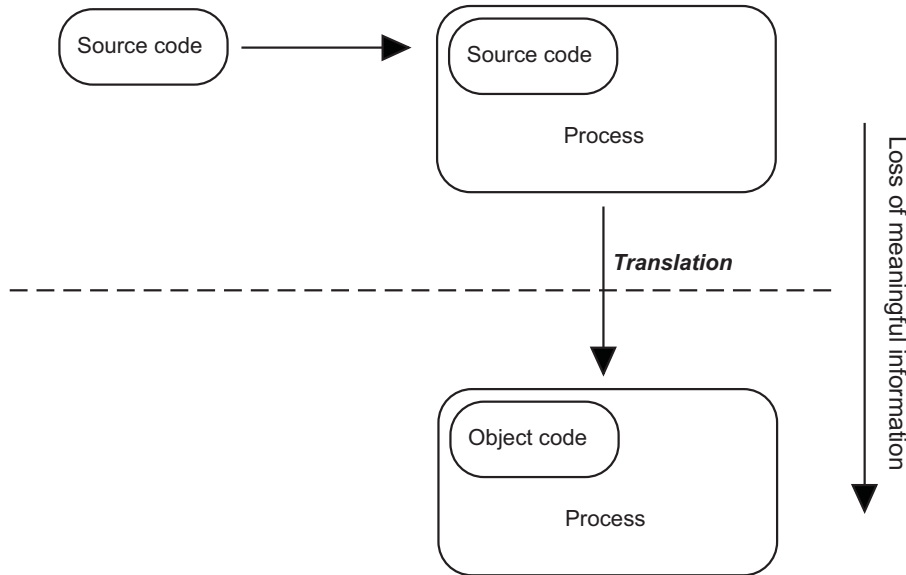 Source code
Source code
Process
Translation
Object code
Process
Loss of meaningful information